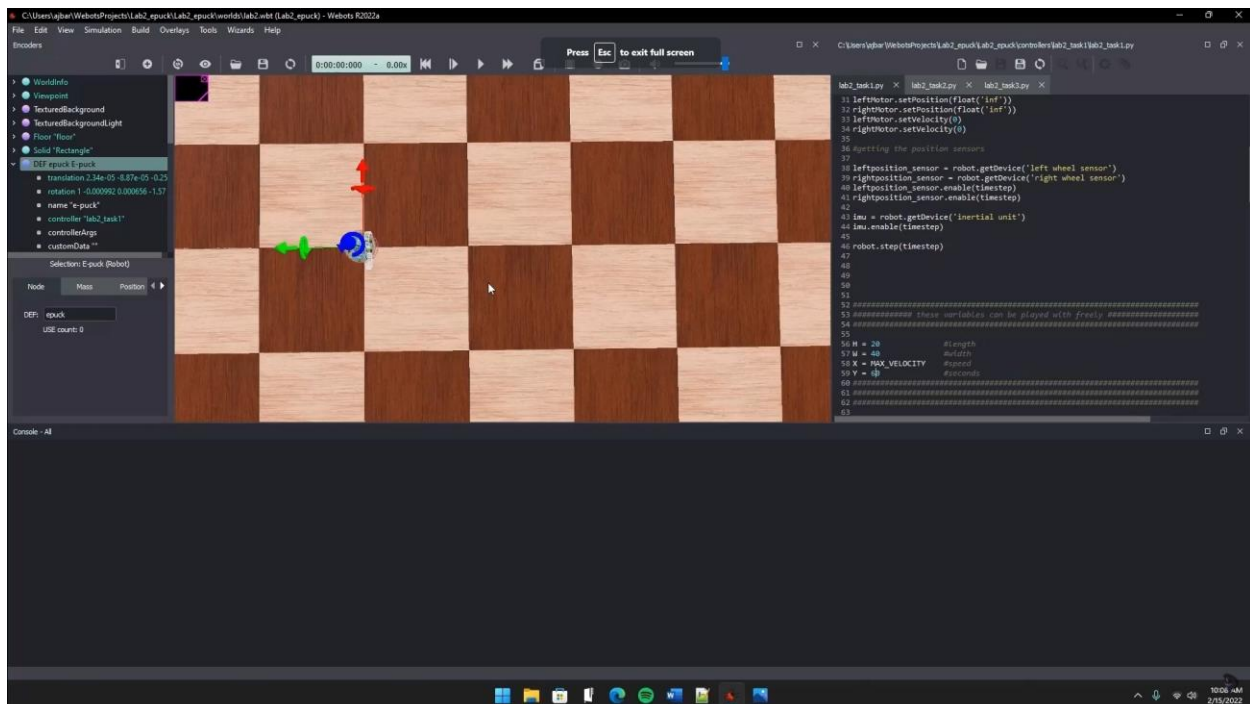 C:\Users\ajbar\WebotsProjects\Lab2_epuck\Lab2_epuck\worlds\lab2.wbt (Lab2_epuck) - Webots R2022a
File Edit View Simulation Build Overlays Tools Wizards Help
Encoders
Press Esc to exit full screen
C:\Users\ajbar\WebotsProjects\Lab2_epuck\Lab2_epuck\controllers\lab2_task1\lab2_task1.py
0:00:00:000 - 0.00x
WorldInfo
Viewpoint
TexturedBackground
TexturedBackgroundLight
Floor "floor"
Solid "Rectangle"
DEF epuck E-puck
translation 2.34e-05 -8.87e-05 -0.25
rotation 1 -0.000992 0.000656 -1.57
name "e-puck"
controller "lab2_task1"
controllerArgs
customData ""
Selection: E-puck (Robot)
Node Mass Position
DEF: epuck
USE count: 0
lab2_task1.py lab2_task2.py lab2_task3.py
31 leftMotor.setPosition(float('inf'))
32 rightMotor.setPosition(float('inf'))
33 leftMotor.setVelocity(0)
34 rightMotor.setVelocity(0)
35
36 #getting the position sensors
37
38 leftposition_sensor = robot.getDevice('left wheel sensor')
39 rightposition_sensor = robot.getDevice('right wheel sensor')
40 leftposition_sensor.enable(timestep)
41 rightposition_sensor.enable(timestep)
42
43 imu = robot.getDevice('inertial unit')
44 imu.enable(timestep)
45
46 robot.step(timestep)
47
48
49
50
51
52 ######################################################################
53 ############# these variables can be played with freely ##################
54 ######################################################################
55
56 H = 20 #Length
57 W = 40 #width
58 X = MAX_VELOCITY #speed
59 Y = 60 #seconds
60 ######################################################################
61 ######################################################################
62 ######################################################################
63
Console - All
10:06 AM
2/15/2022